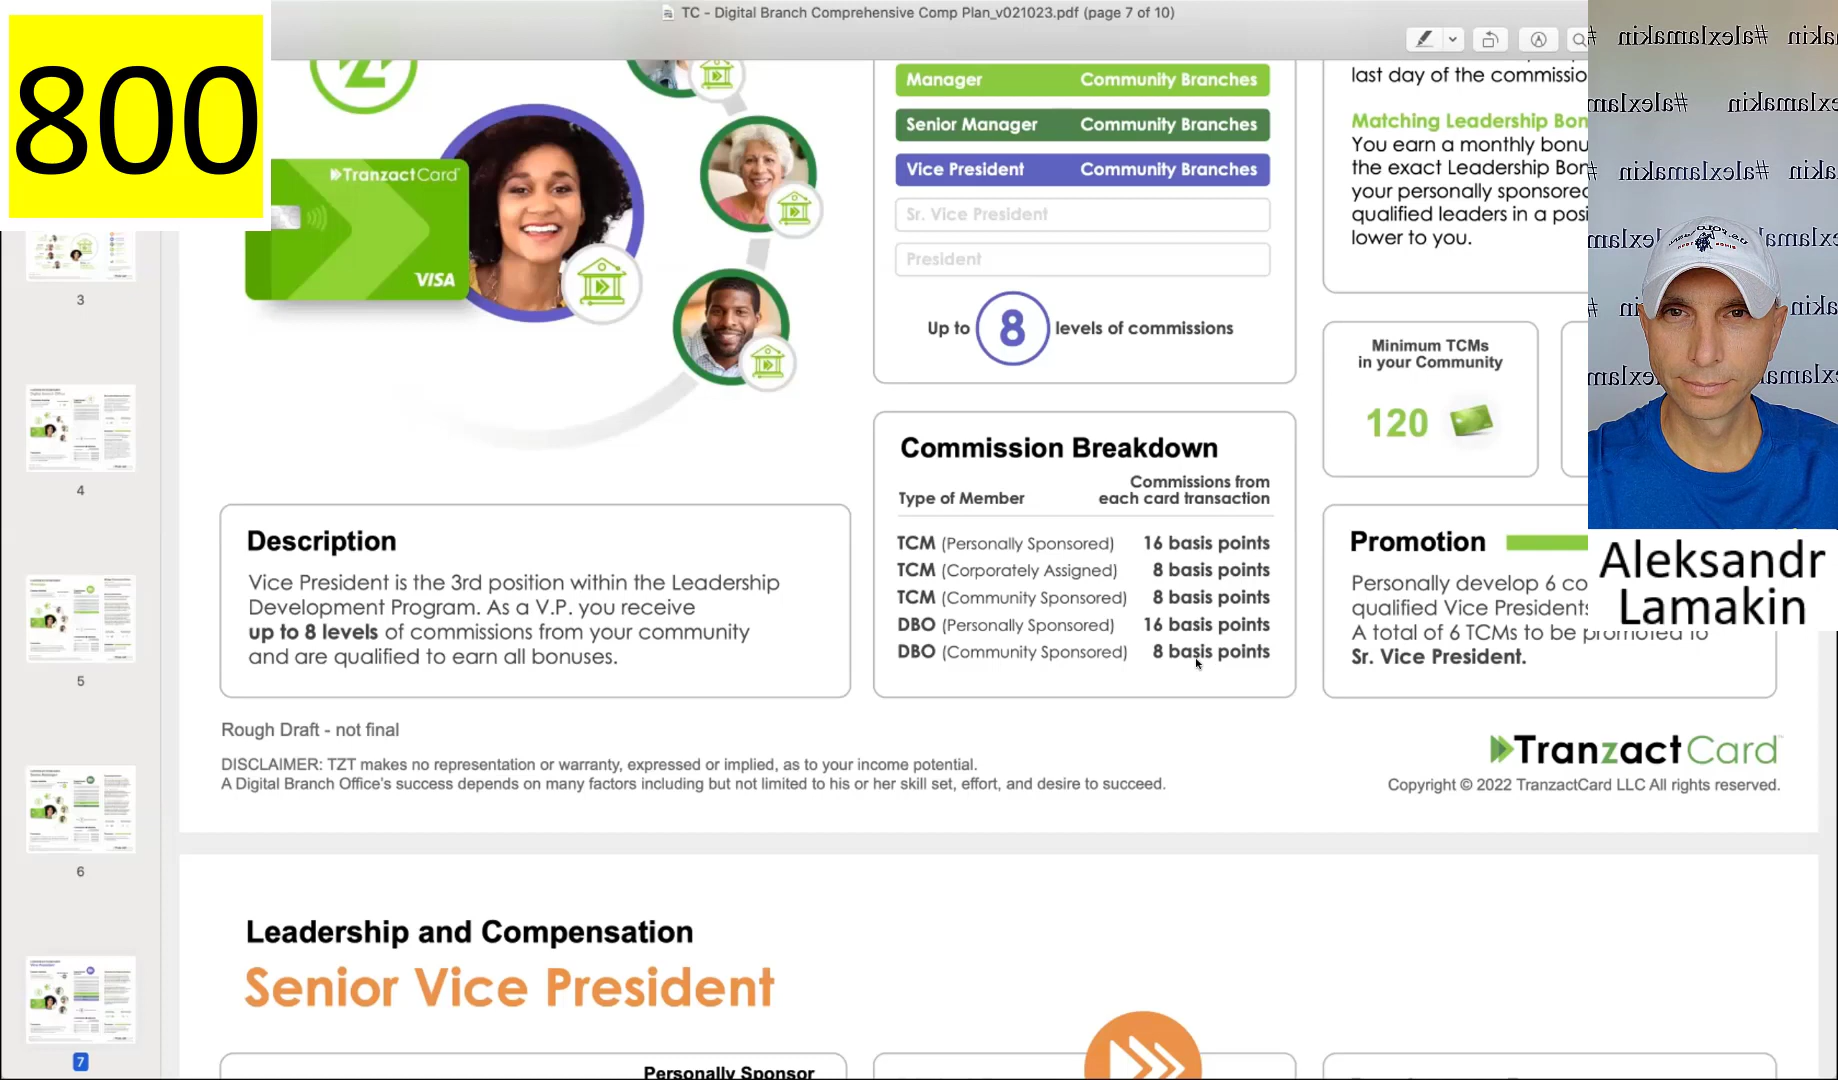 TC - Digital Branch Comprehensive Comp Plan_v021023.pdf (page 7 of 10)
800
#alexlamakin
#alexlamakin
#alexlamakin
3
4
5
6
7
TranzactCard
VISA
Manager Community Branches
Senior Manager Community Branches
Vice President Community Branches
Sr. Vice President
President
Up to 8 levels of commissions
last day of the commissio
Matching Leadership Bon
You earn a monthly bonu
the exact Leadership Bon
your personally sponsored
qualified leaders in a posi
lower to you.
Minimum TCMs
in your Community
120
Commission Breakdown
Type of Member
Commissions from
each card transaction
TCM (Personally Sponsored) 16 basis points
TCM (Corporately Assigned) 8 basis points
TCM (Community Sponsored) 8 basis points
DBO (Personally Sponsored) 16 basis points
DBO (Community Sponsored) 8 basis points
Description
Vice President is the 3rd position within the Leadership
Development Program. As a V.P. you receive
up to 8 levels of commissions from your community
and are qualified to earn all bonuses.
Promotion
Personally develop 6 co
qualified Vice Presidents
A total of 6 TCMs to be promoted to
Sr. Vice President.
Aleksandr
Lamakin
Rough Draft - not final
DISCLAIMER: TZT makes no representation or warranty, expressed or implied, as to your income potential.
A Digital Branch Office's success depends on many factors including but not limited to his or her skill set, effort, and desire to succeed.
TranzactCard™
Copyright © 2022 TranzactCard LLC All rights reserved.
Leadership and Compensation
Senior Vice President
Personally Sponsor